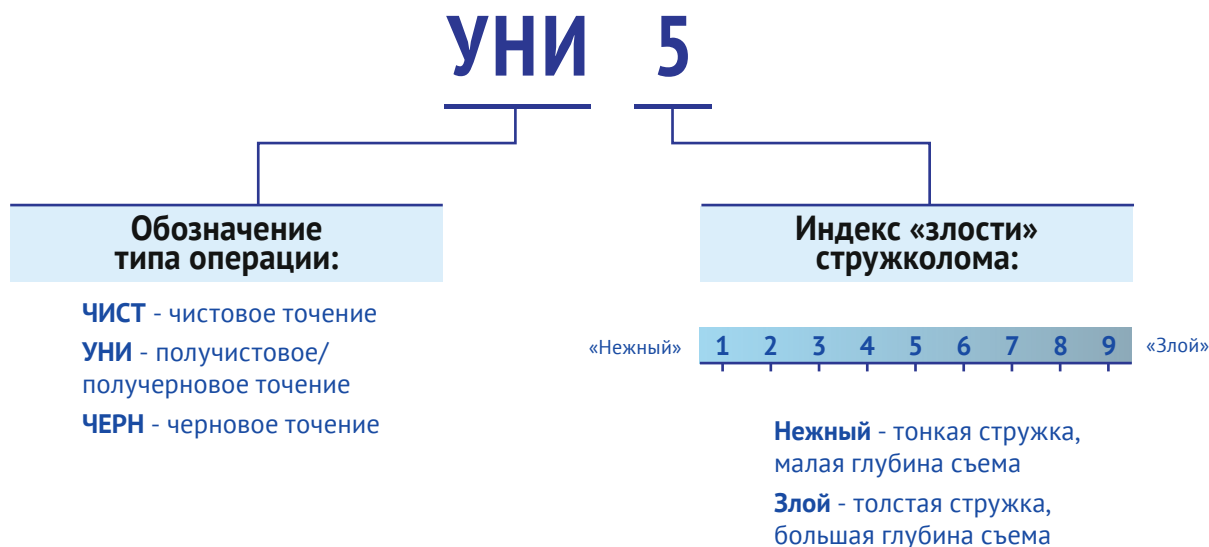 УНИ 5
Обозначение
типа операции:
ЧИСТ - чистовое точение
УНИ - получистовое/
получерновое точение
ЧЕРН - черновое точение
Индекс «злости»
стружколома:
«Нежный» 1 2 3 4 5 6 7 8 9 «Злой»
Нежный - тонкая стружка,
малая глубина съема
Злой - толстая стружка,
большая глубина съема